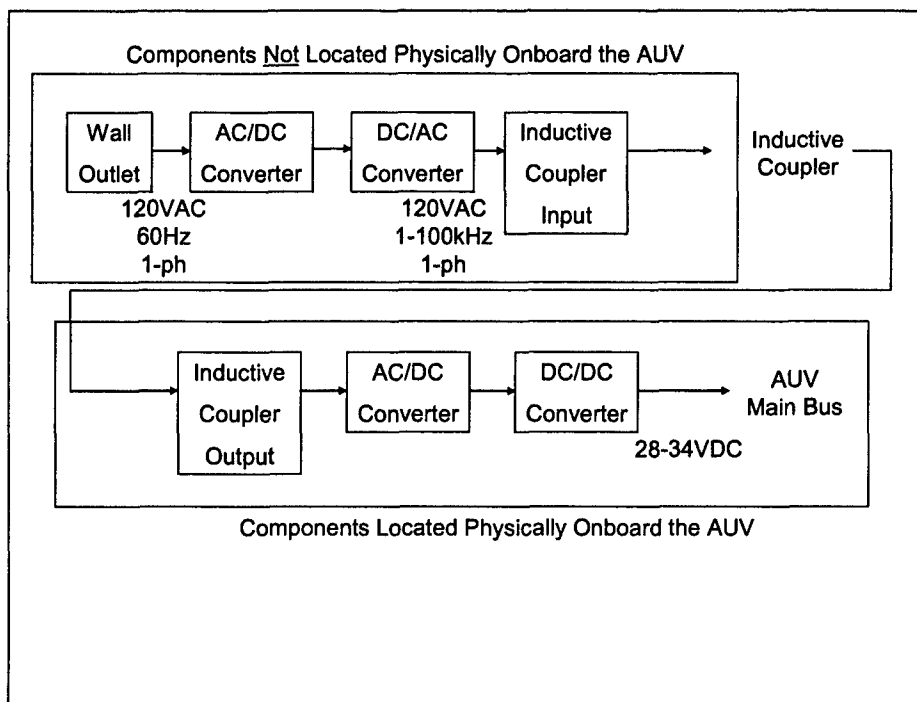 Components Not Located Physically Onboard the AUV
Wall
Outlet
AC/DC
Converter
DC/AC
Converter
Inductive
Coupler
Input
Inductive
Coupler
120VAC
60Hz
1-ph
120VAC
1-100kHz
1-ph
Inductive
Coupler
Output
AC/DC
Converter
DC/DC
Converter
AUV
Main Bus
28-34VDC
Components Located Physically Onboard the AUV